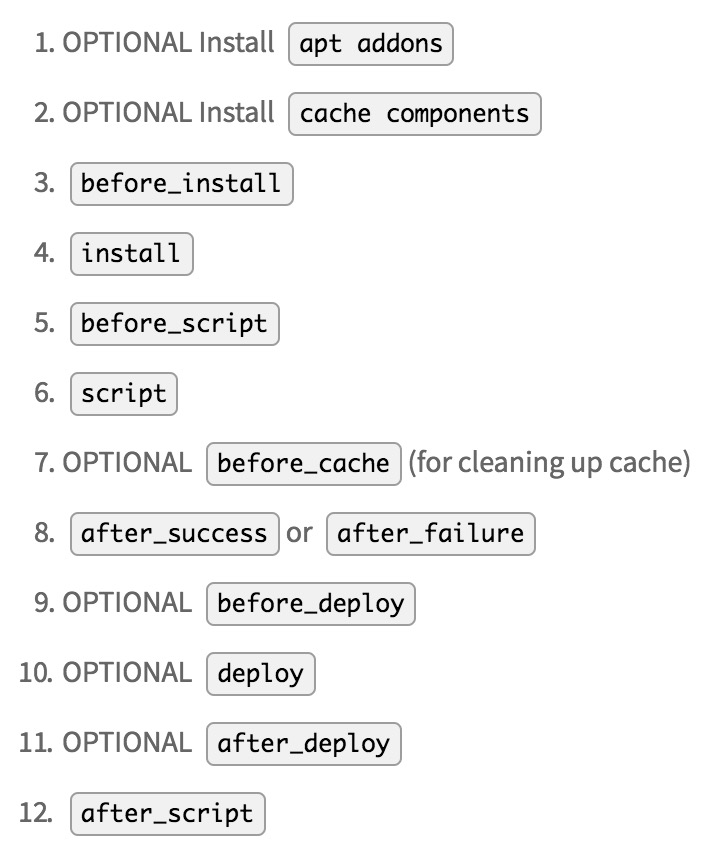 1. OPTIONAL Install apt addons
2. OPTIONAL Install cache components
3. before_install
4. install
5. before_script
6. script
7. OPTIONAL before_cache (for cleaning up cache)
8. after_success or after_failure
9. OPTIONAL before_deploy
10. OPTIONAL deploy
11. OPTIONAL after_deploy
12. after_script